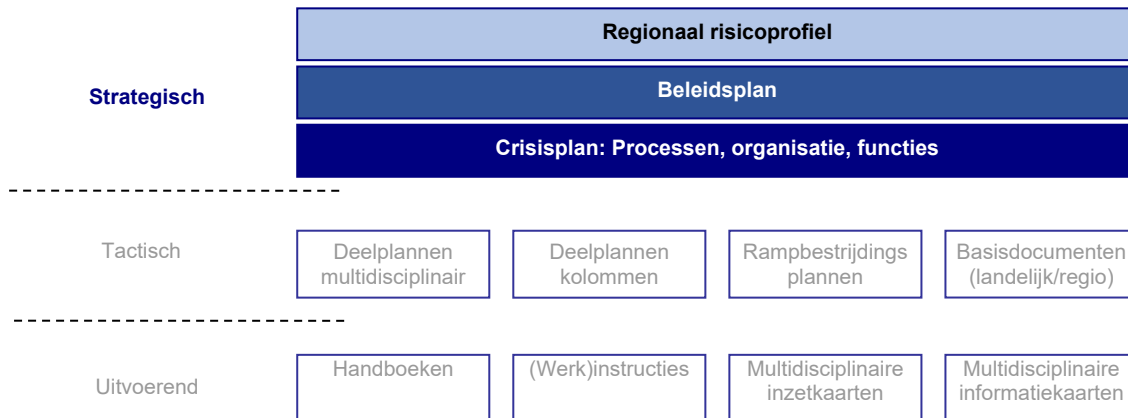 Regionaal risicoprofiel
Strategisch
Beleidsplan
Crisisplan: Processen, organisatie, functies
Tactisch
Deelplannen
multidisciplinair
Deelplannen
kolommen
Rampbestrijdings
plannen
Basisdocumenten
(landelijk/regio)
Uitvoerend
Handboeken
(Werk)instructies
Multidisciplinaire
inzetkaarten
Multidisciplinaire
informatiekaarten